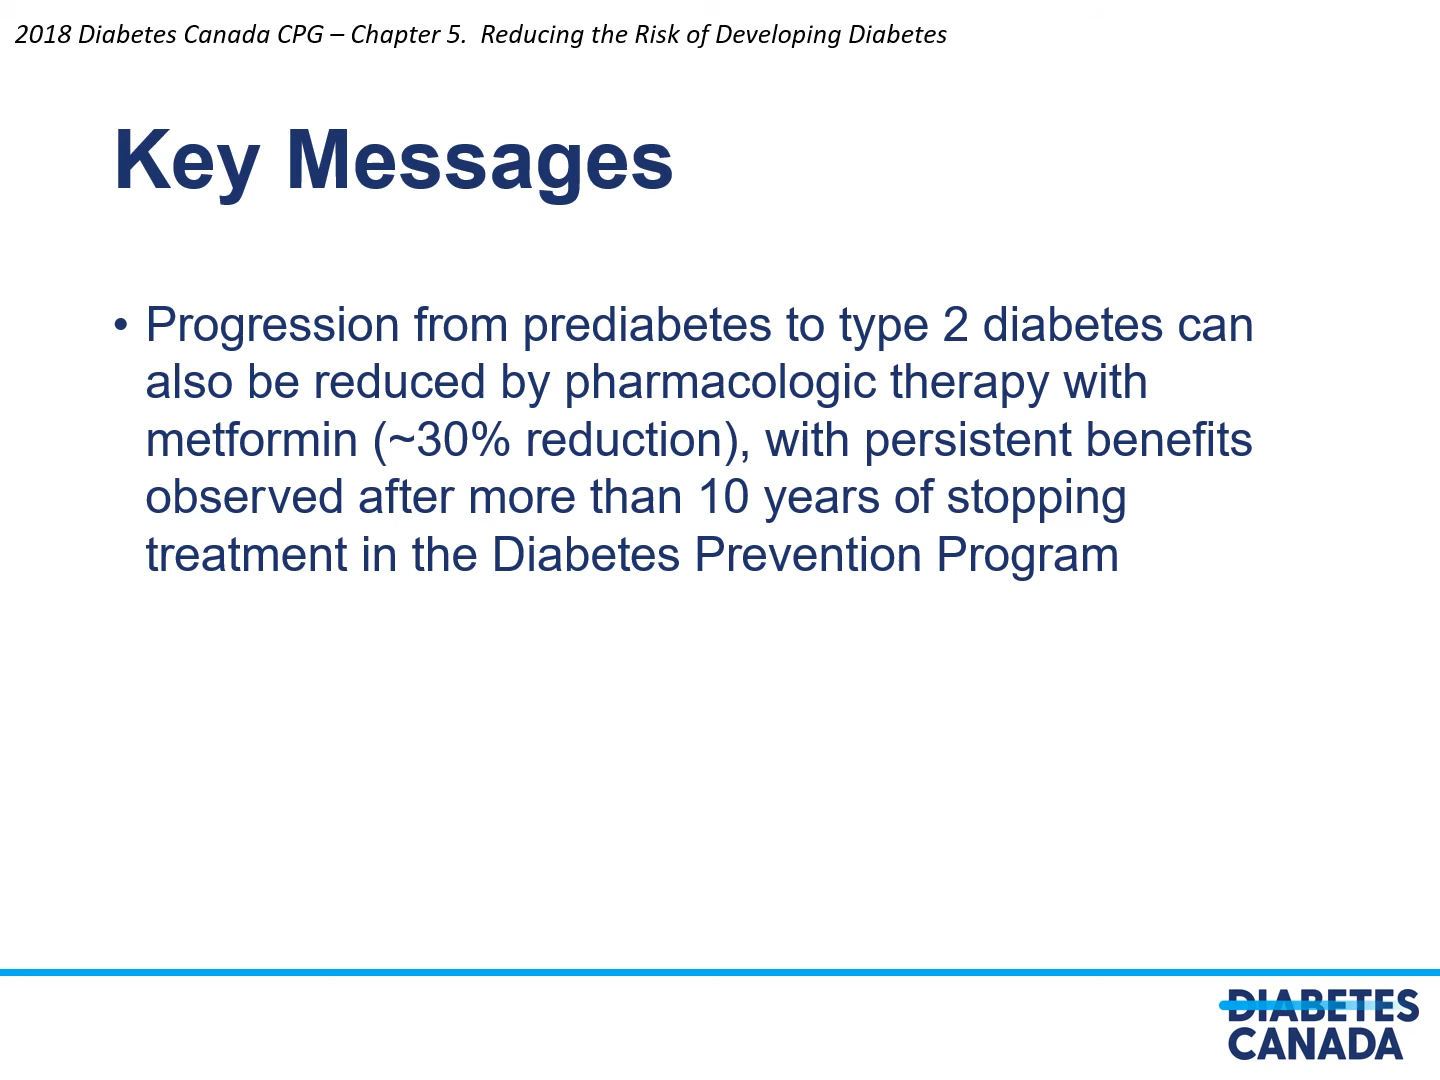 2018 Diabetes Canada CPG – Chapter 5.  Reducing the Risk of Developing Diabetes
Key Messages
• Progression from prediabetes to type 2 diabetes can
also be reduced by pharmacologic therapy with
metformin (~30% reduction), with persistent benefits
observed after more than 10 years of stopping
treatment in the Diabetes Prevention Program
DIABETES
CANADA